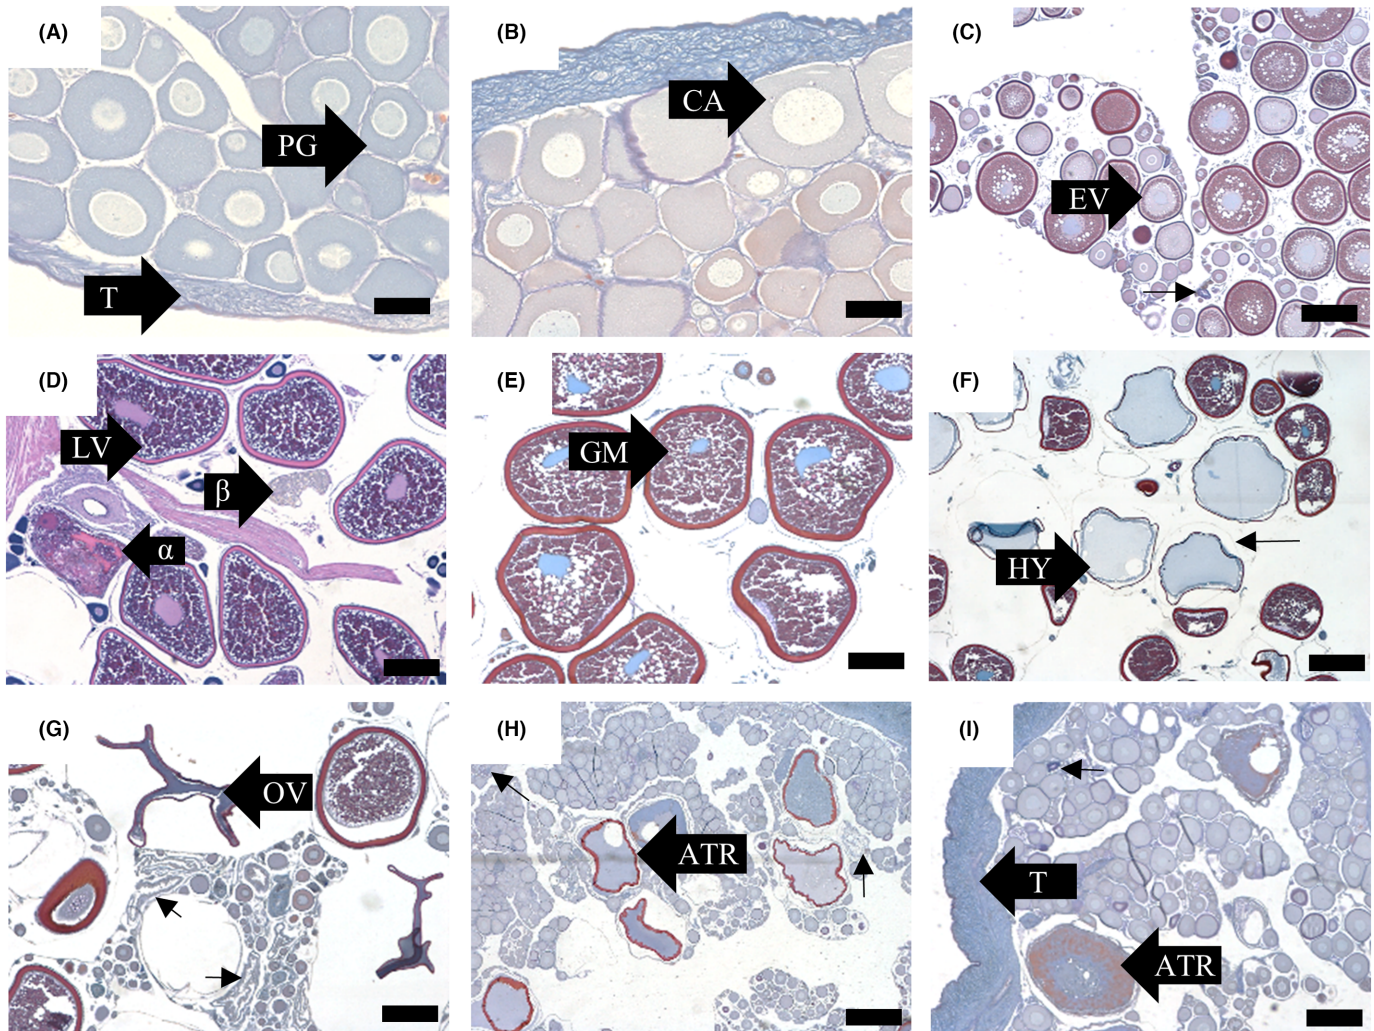 (A)
PG
T
(B)
CA
(C)
EV
(D)
LV
β
α
(E)
GM
(F)
HY
(G)
OV
(H)
ATR
(I)
T
ATR